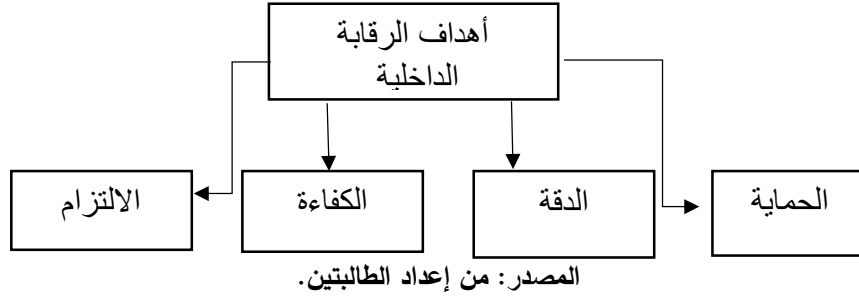 أهداف الرقابة
الداخلية
الحماية
الدقة
الكفاءة
الالتزام
المصدر: من إعداد الطالبتين.